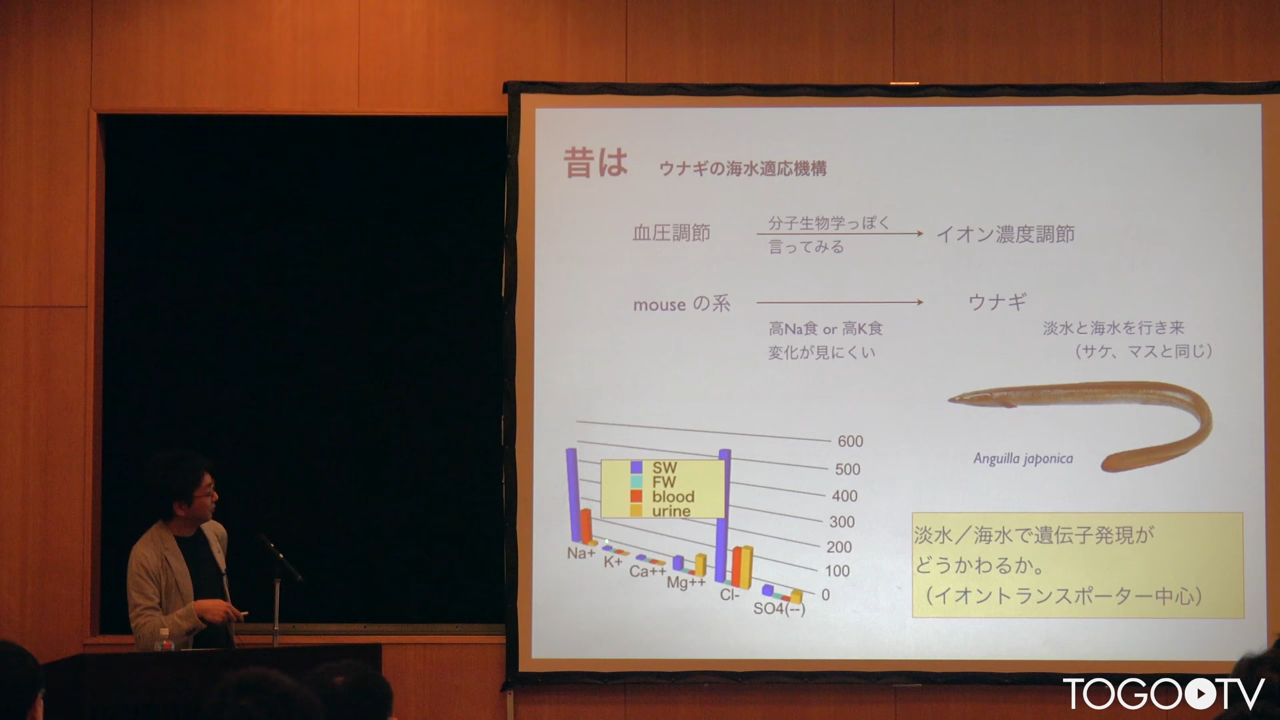 昔は ウナギの海水適応機構
血圧調節 分子生物学っぽく イオン濃度調節
言ってみる
mouse の系 ウナギ
高Na食 or 高K食 淡水と海水を行き来
変化が見にくい （サケ、マスと同じ）
600
500
400
300
200
100
0
SW
FW
blood
urine
Na+
K+
Ca++
Mg++
Cl-
SO4(--)
Anguilla japonica
淡水／海水で遺伝子発現が
どうかわるか。
（イオントランスポーター中心）
TOGOTV